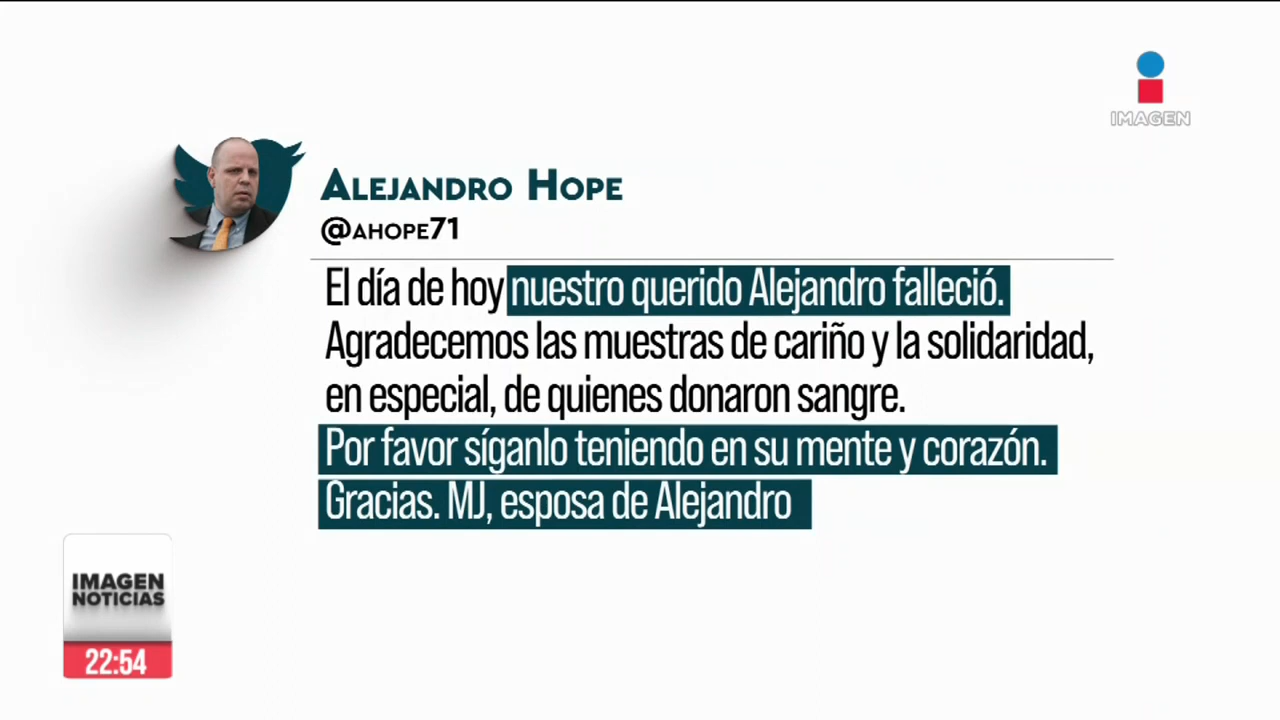 IMAGEN
ALEJANDRO HOPE
@AHOPE71
El día de hoy nuestro querido Alejandro falleció.
Agradecemos las muestras de cariño y la solidaridad,
en especial, de quienes donaron sangre.
Por favor síganlo teniendo en su mente y corazón.
Gracias. MJ, esposa de Alejandro
IMAGEN
NOTICIAS
22:54